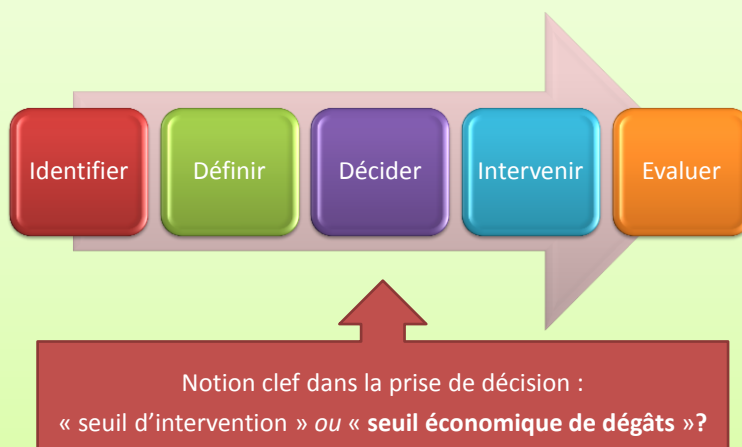 Identifier
Définir
Décider
Intervenir
Evaluer
Notion clef dans la prise de décision :
« seuil d’intervention » ou « seuil économique de dégâts »?